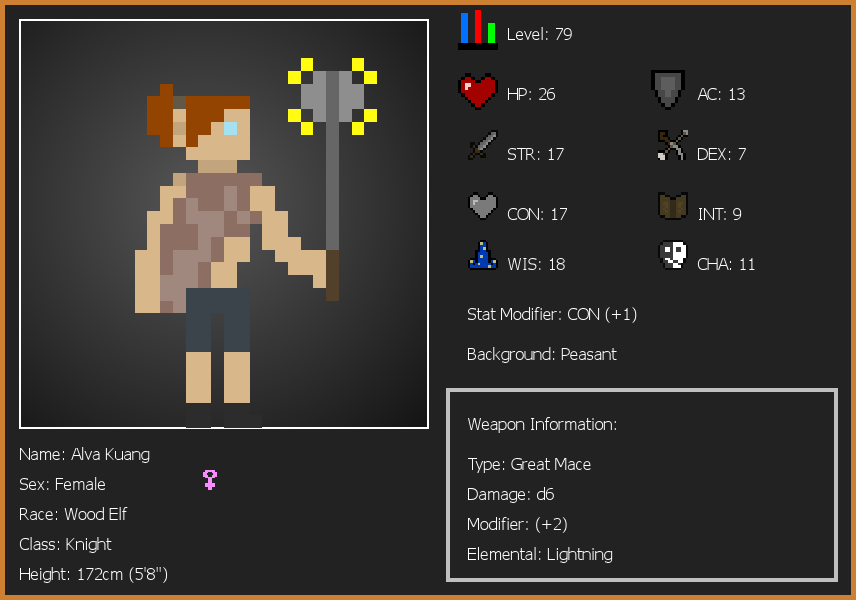 Level: 79
HP: 26
AC: 13
STR: 17
DEX: 7
CON: 17
INT: 9
WIS: 18
CHA: 11
Stat Modifier: CON (+1)
Background: Peasant
Weapon Information:
Type: Great Mace
Damage: d6
Modifier: (+2)
Elemental: Lightning
Name: Alva Kuang
Sex: Female
Race: Wood Elf
Class: Knight
Height: 172cm (5'8")